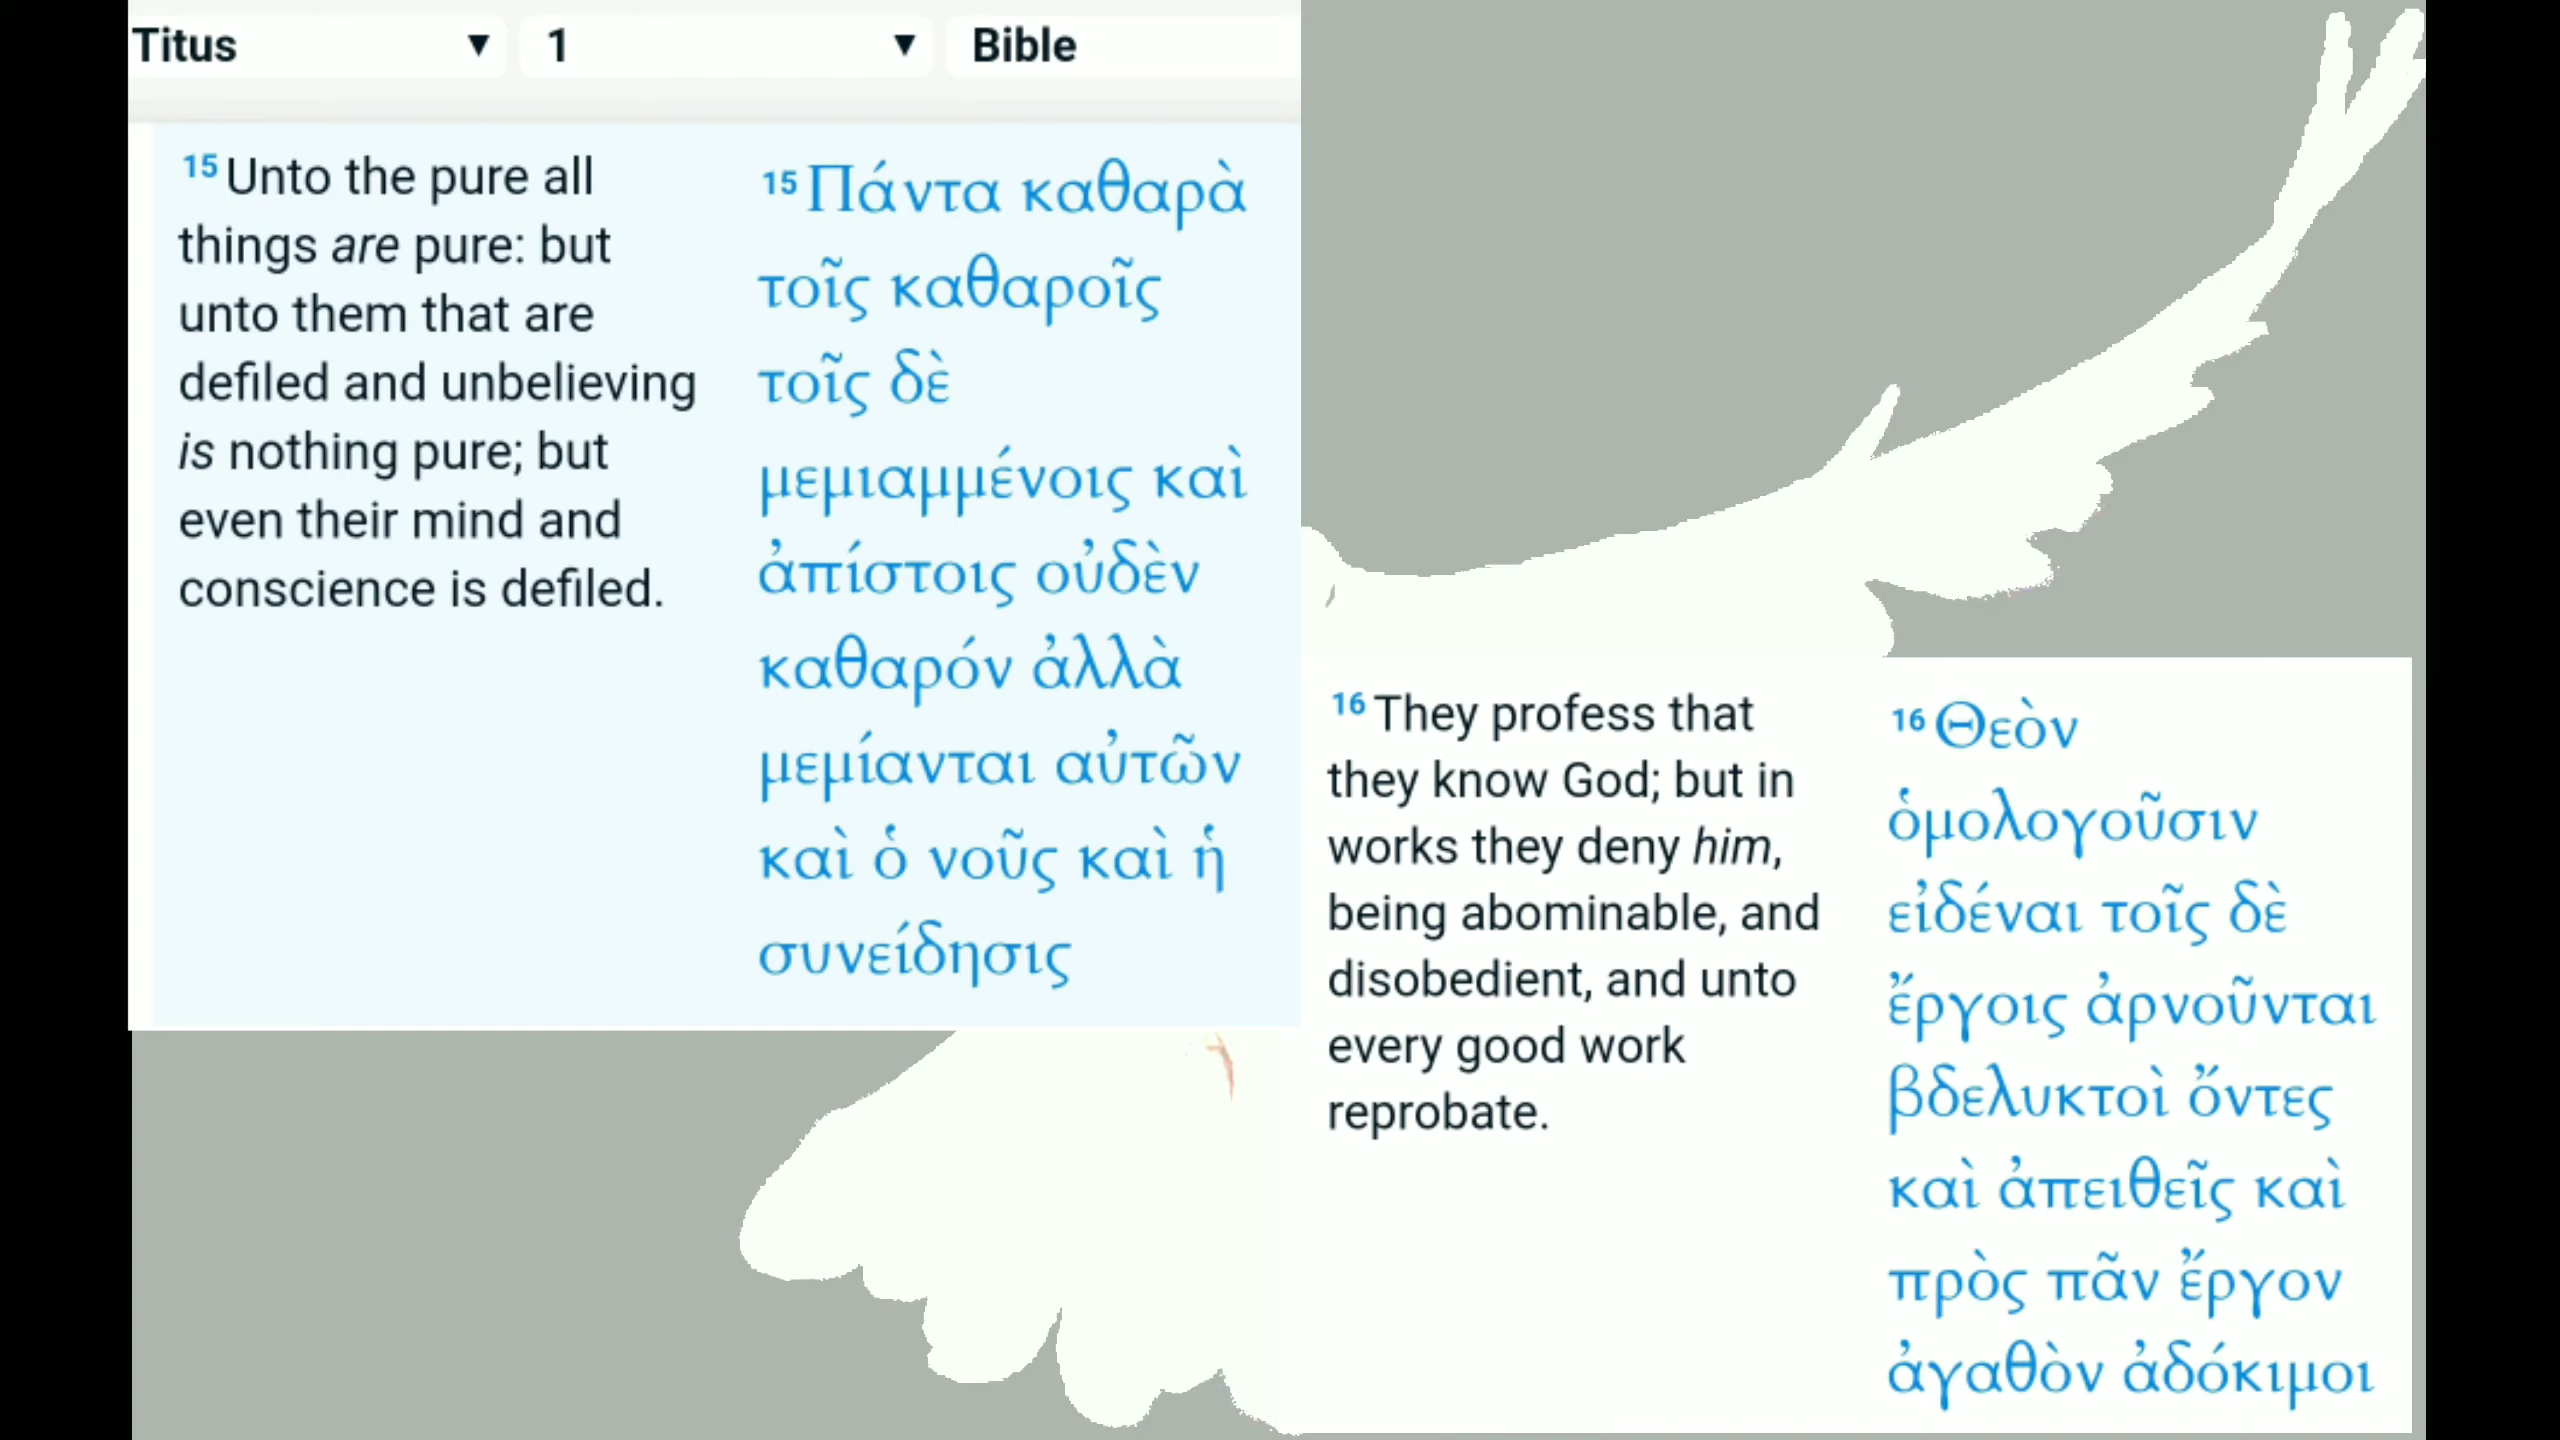 Titus ▼ 1 ▼ Bible
15 Unto the pure all
things are pure: but
unto them that are
defiled and unbelieving
is nothing pure; but
even their mind and
conscience is defiled.
15 Πάντα καθαρὰ
τοῖς καθαροῖς
τοῖς δὲ
μεμιαμμένοις καὶ
ἀπίστοις οὐδὲν
καθαρόν ἀλλὰ
μεμίανται αὐτῶν
καὶ ὁ νοῦς καὶ ἡ
συνείδησις
16 They profess that
they know God; but in
works they deny him,
being abominable, and
disobedient, and unto
every good work
reprobate.
16 Θεὸν
ὁμολογοῦσιν
εἰδέναι τοῖς δὲ
ἔργοις ἀρνοῦνται
βδελυκτοὶ ὄντες
καὶ ἀπειθεῖς καὶ
πρὸς πᾶν ἔργον
ἀγαθὸν ἀδόκιμοι